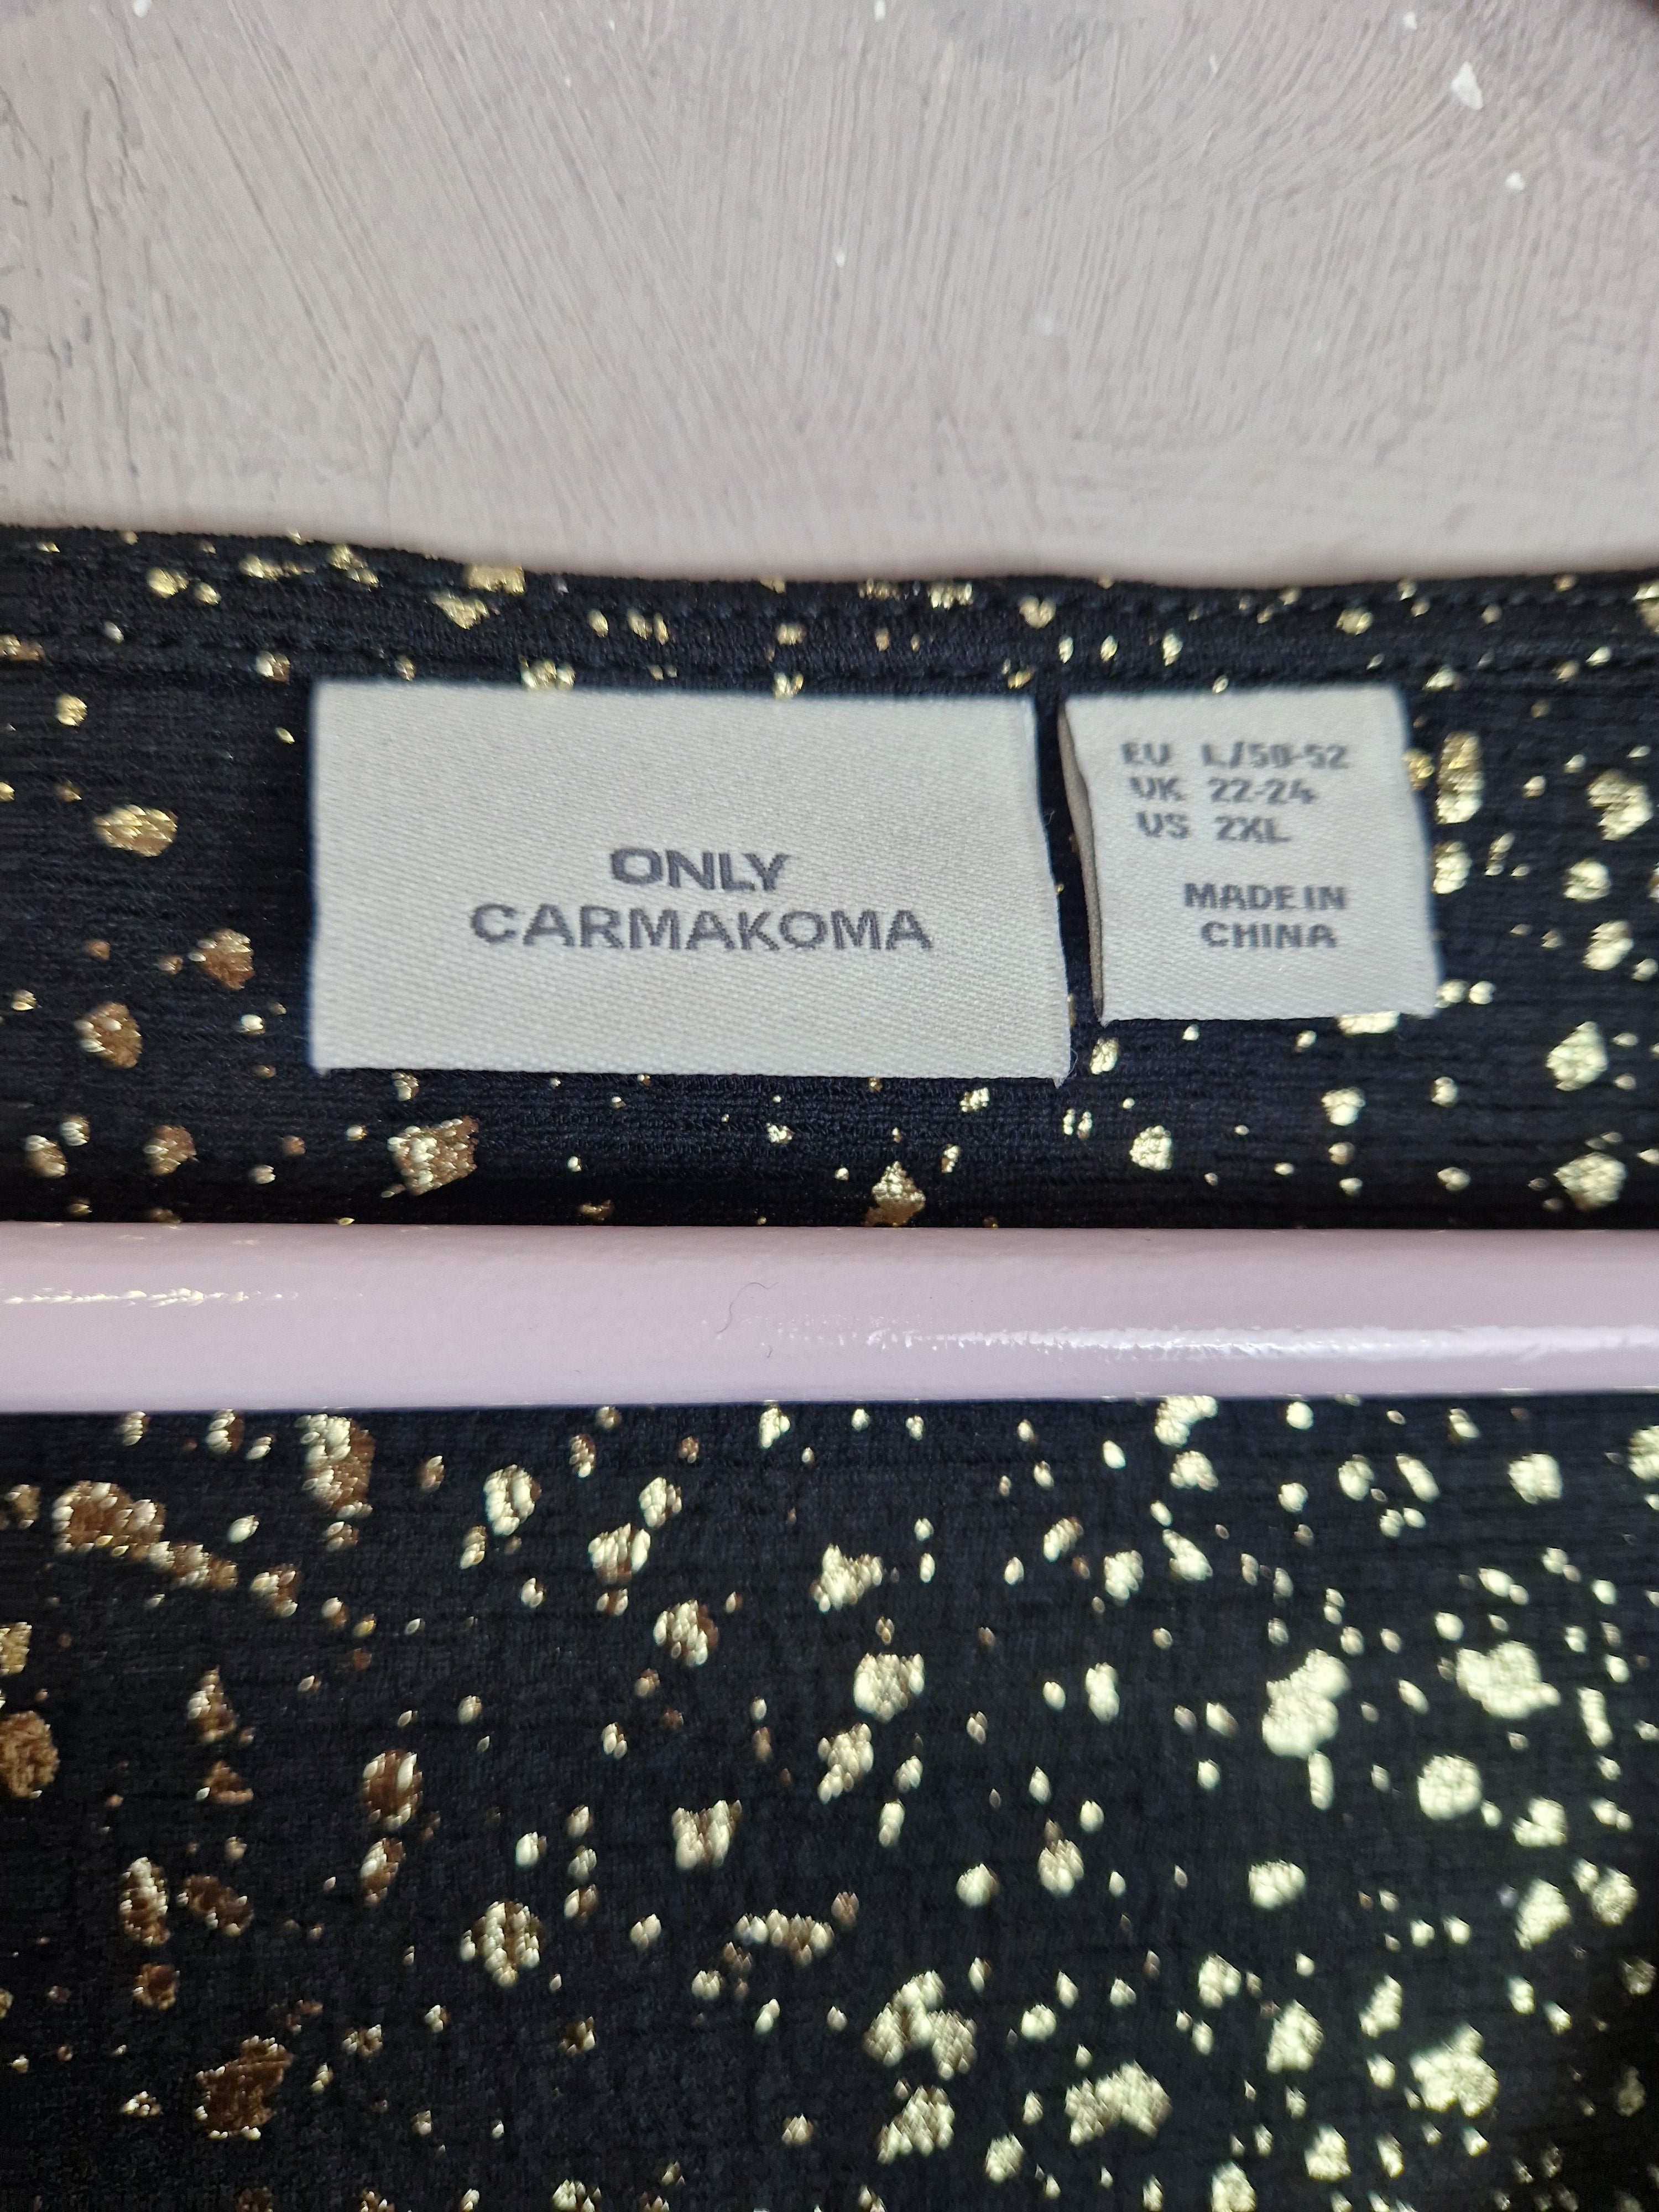 ONLY
CARMAKOMA
EU L/50-52
UK 22-24
US 2XL
MADE IN
CHINA